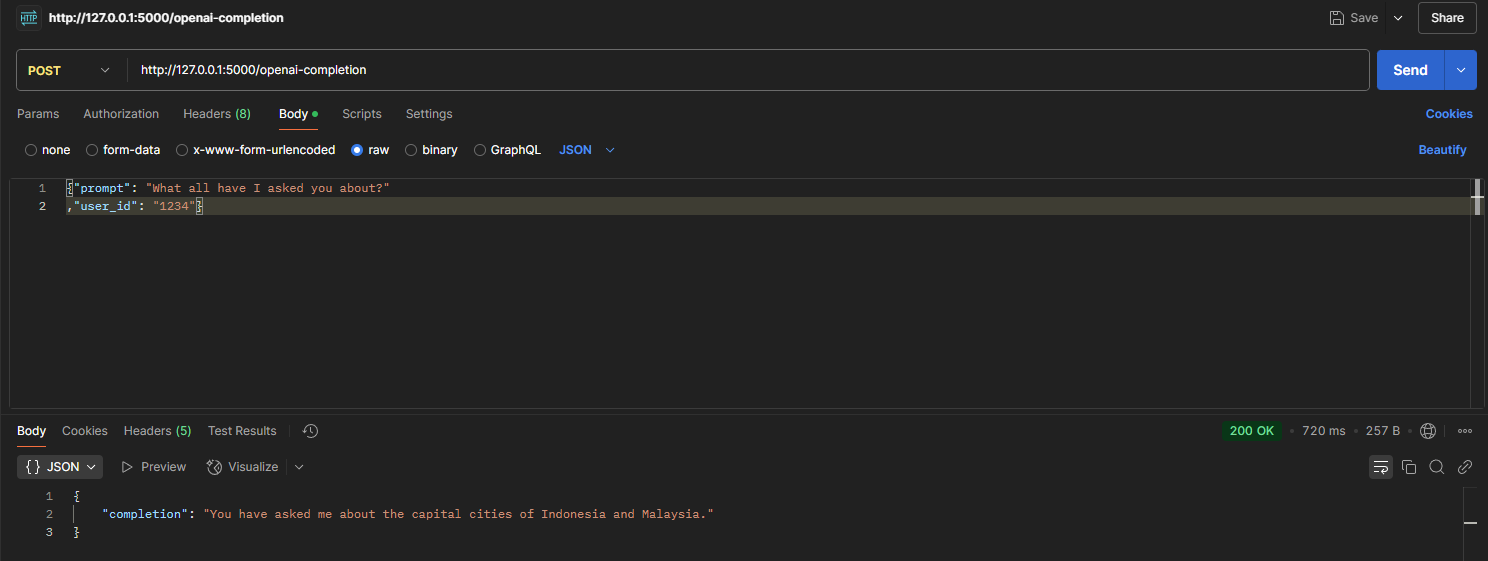 HTTP http://127.0.0.1:5000/openai-completion Save Share
POST http://127.0.0.1:5000/openai-completion Send
Params Authorization Headers (8) Body Scripts Settings Cookies
none form-data x-www-form-urlencoded raw binary GraphQL JSON Beautify
1 {"prompt": "What all have I asked you about?"
2 ,"user_id": "1234"}
Body Cookies Headers (5) Test Results 200 OK 720 ms 257 B
{} JSON Preview Visualize
1 {
2 "completion": "You have asked me about the capital cities of Indonesia and Malaysia."
3 }